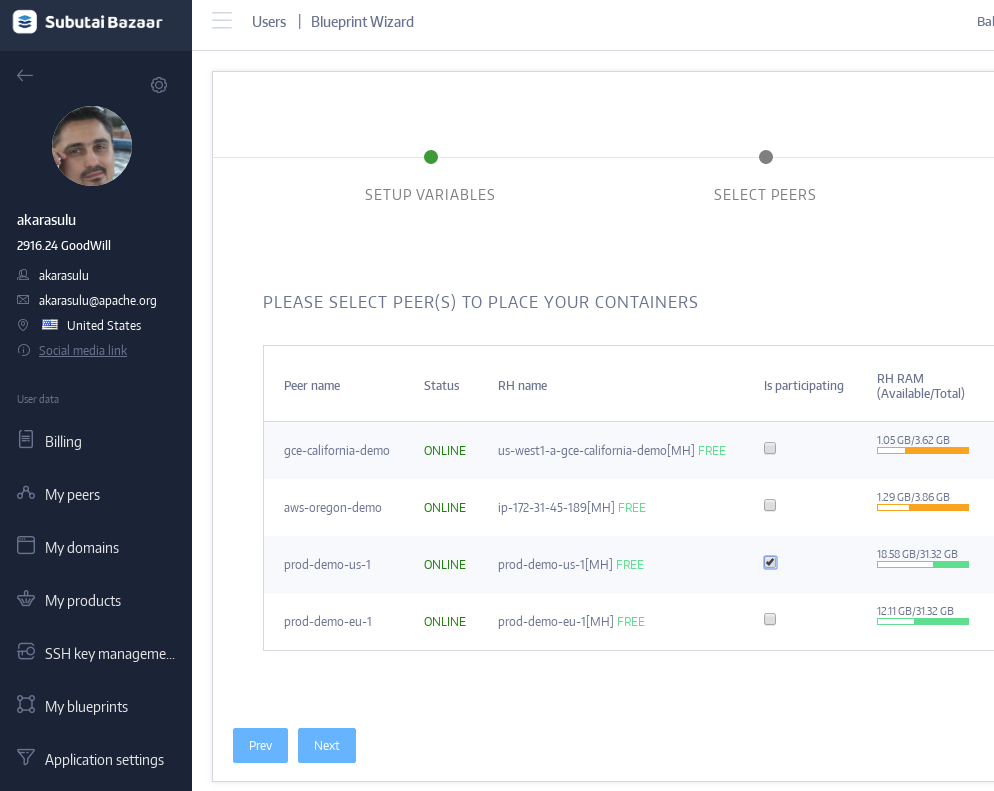 Subutai Bazaar
Users | Blueprint Wizard
Bal
akarasulu
2916.24 GoodWill
akarasulu
akarasulu@apache.org
United States
Social media link
User data
Billing
My peers
My domains
My products
SSH key manageme...
My blueprints
Application settings
SETUP VARIABLES
SELECT PEERS
PLEASE SELECT PEER(S) TO PLACE YOUR CONTAINERS
Peer name Status RH name Is participating RH RAM
(Available/Total)
gce-california-demo ONLINE us-west1-a-gce-california-demo[MH] FREE 1.05 GB/3.62 GB
aws-oregon-demo ONLINE ip-172-31-45-189[MH] FREE 1.29 GB/3.86 GB
prod-demo-us-1 ONLINE prod-demo-us-1[MH] FREE 18.58 GB/31.32 GB
prod-demo-eu-1 ONLINE prod-demo-eu-1[MH] FREE 12.11 GB/31.32 GB
Prev Next